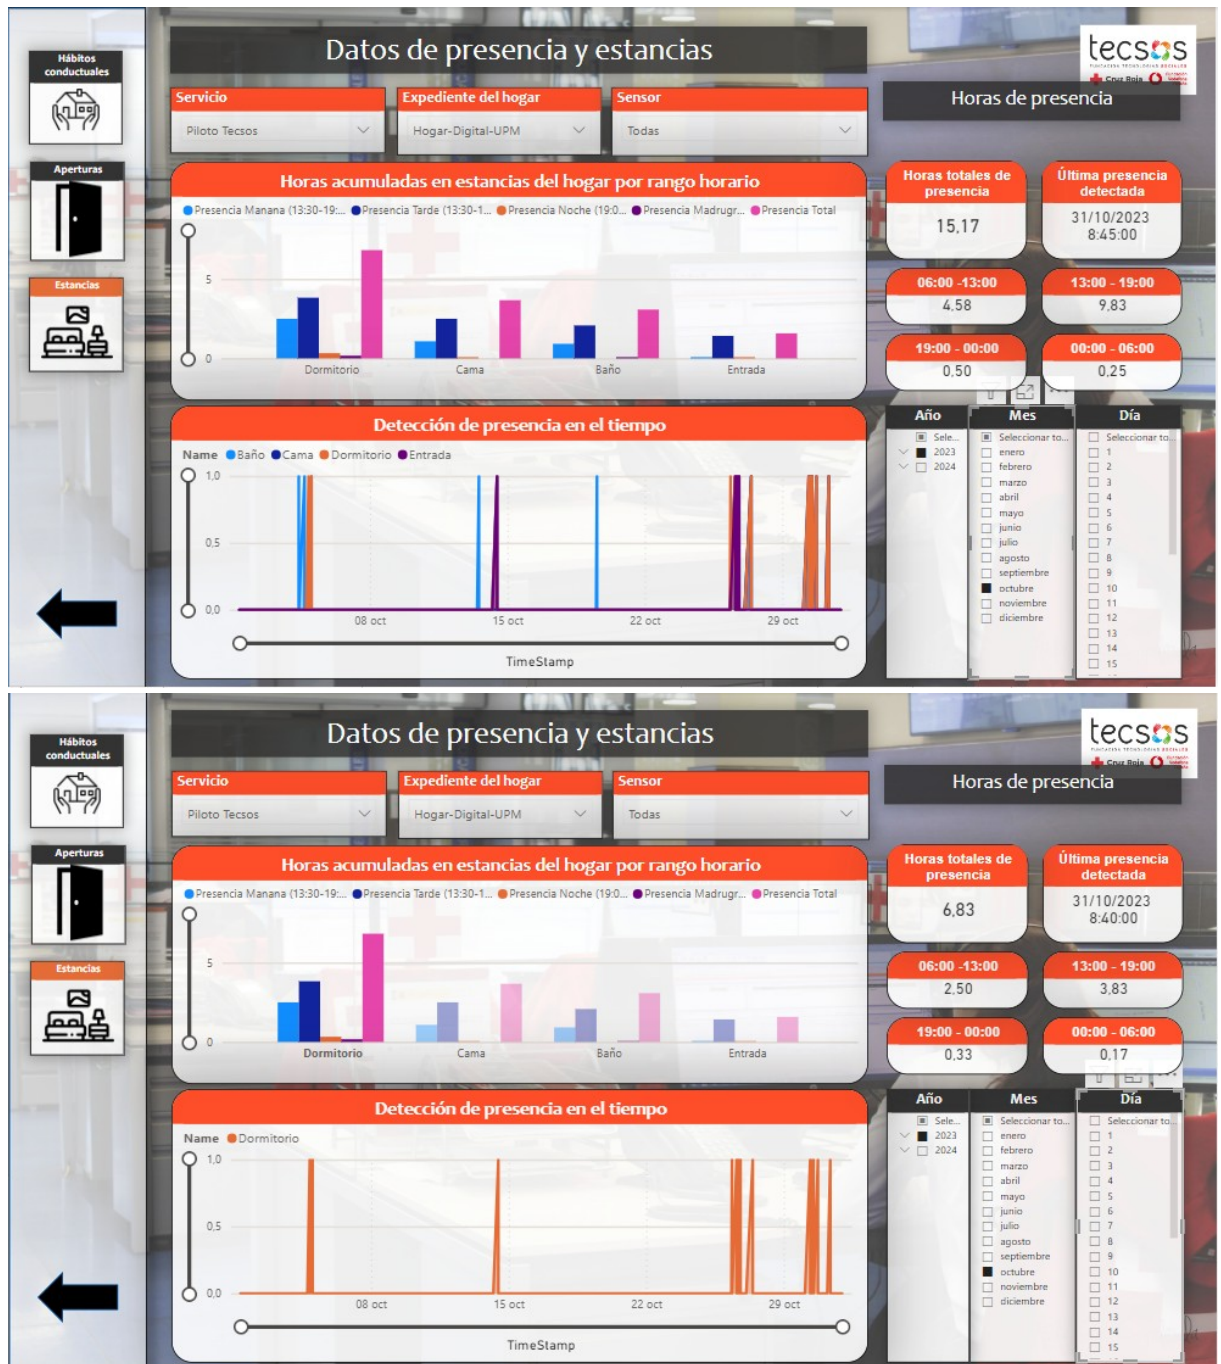 Datos de presencia y estancias
tecsos
FUNDACIÓN TECNOLOGÍAS SOCIALES
Cruz Roja
Hábitos
conductuales
Servicio
Expediente del hogar
Sensor
Horas de presencia
Piloto Tecsos
Hogar-Digital-UPM
Todas
Aperturas
Horas acumuladas en estancias del hogar por rango horario
Presencia Manana (13:30-19:... Presencia Tarde (13:30-1... Presencia Noche (19:0... Presencia Madrugr... Presencia Total
5
0
Dormitorio Cama Baño Entrada
Horas totales de
presencia
15,17
Última presencia
detectada
31/10/2023
8:45:00
Estancias
06:00 -13:00
4,58
13:00 - 19:00
9,83
19:00 - 00:00
0,50
00:00 - 06:00
0,25
Detección de presencia en el tiempo
Name Baño Cama Dormitorio Entrada
1,0
0,5
0,0
08 oct 15 oct 22 oct 29 oct
TimeStamp
Año
Sele...
2023
2024
Mes
Seleccionar to...
enero
febrero
marzo
abril
mayo
junio
julio
agosto
septiembre
octubre
noviembre
diciembre
Día
Seleccionar to...
1
2
3
4
5
6
7
8
9
10
11
12
13
14
15
Datos de presencia y estancias
tecsos
FUNDACIÓN TECNOLOGÍAS SOCIALES
Cruz Roja
Hábitos
conductuales
Servicio
Expediente del hogar
Sensor
Horas de presencia
Piloto Tecsos
Hogar-Digital-UPM
Todas
Aperturas
Horas acumuladas en estancias del hogar por rango horario
Presencia Manana (13:30-19:... Presencia Tarde (13:30-1... Presencia Noche (19:0... Presencia Madrugr... Presencia Total
5
0
Dormitorio Cama Baño Entrada
Horas totales de
presencia
6,83
Última presencia
detectada
31/10/2023
8:40:00
Estancias
06:00 -13:00
2,50
13:00 - 19:00
3,83
19:00 - 00:00
0,33
00:00 - 06:00
0,17
Detección de presencia en el tiempo
Name Dormitorio
1,0
0,5
0,0
08 oct 15 oct 22 oct 29 oct
TimeStamp
Año
Sele...
2023
2024
Mes
Seleccionar to...
enero
febrero
marzo
abril
mayo
junio
julio
agosto
septiembre
octubre
noviembre
diciembre
Día
Seleccionar to...
1
2
3
4
5
6
7
8
9
10
11
12
13
14
15